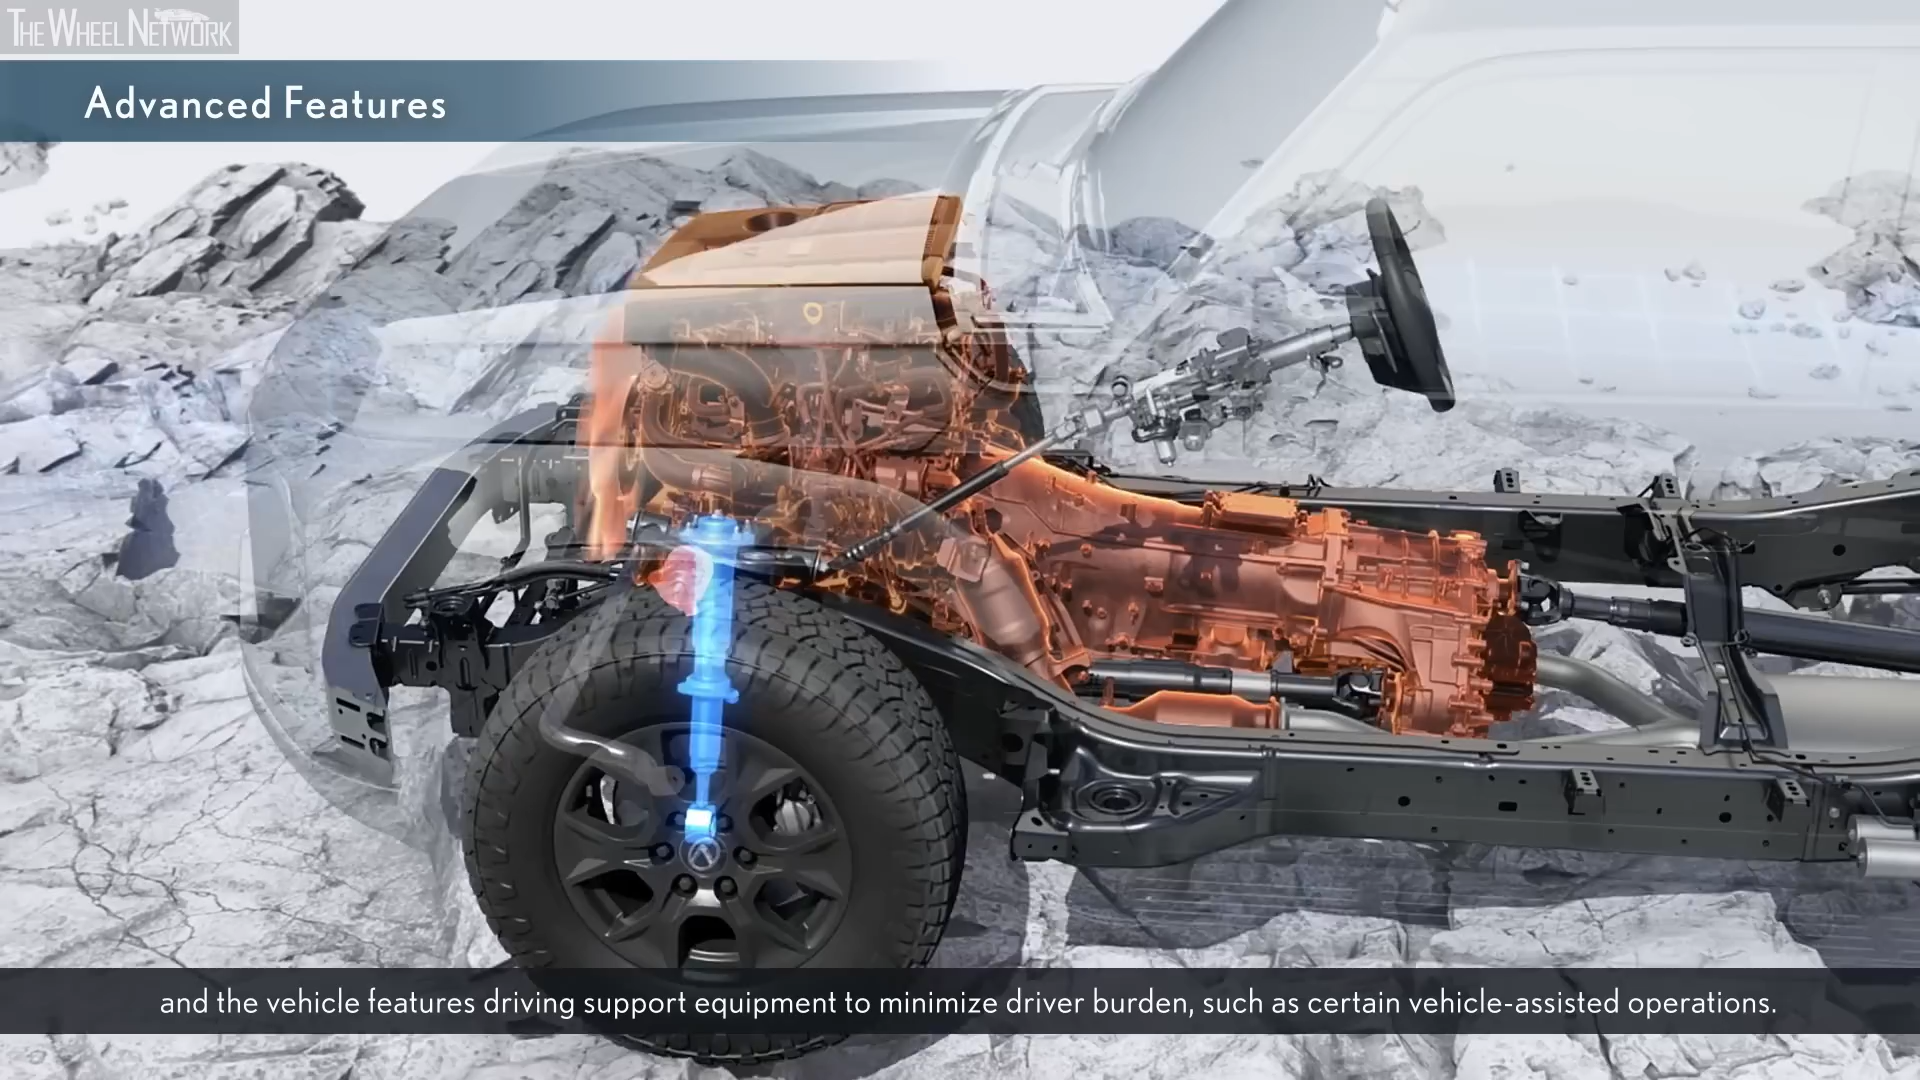 THE WHEEL NETWORK
Advanced Features
and the vehicle features driving support equipment to minimize driver burden, such as certain vehicle-assisted operations.